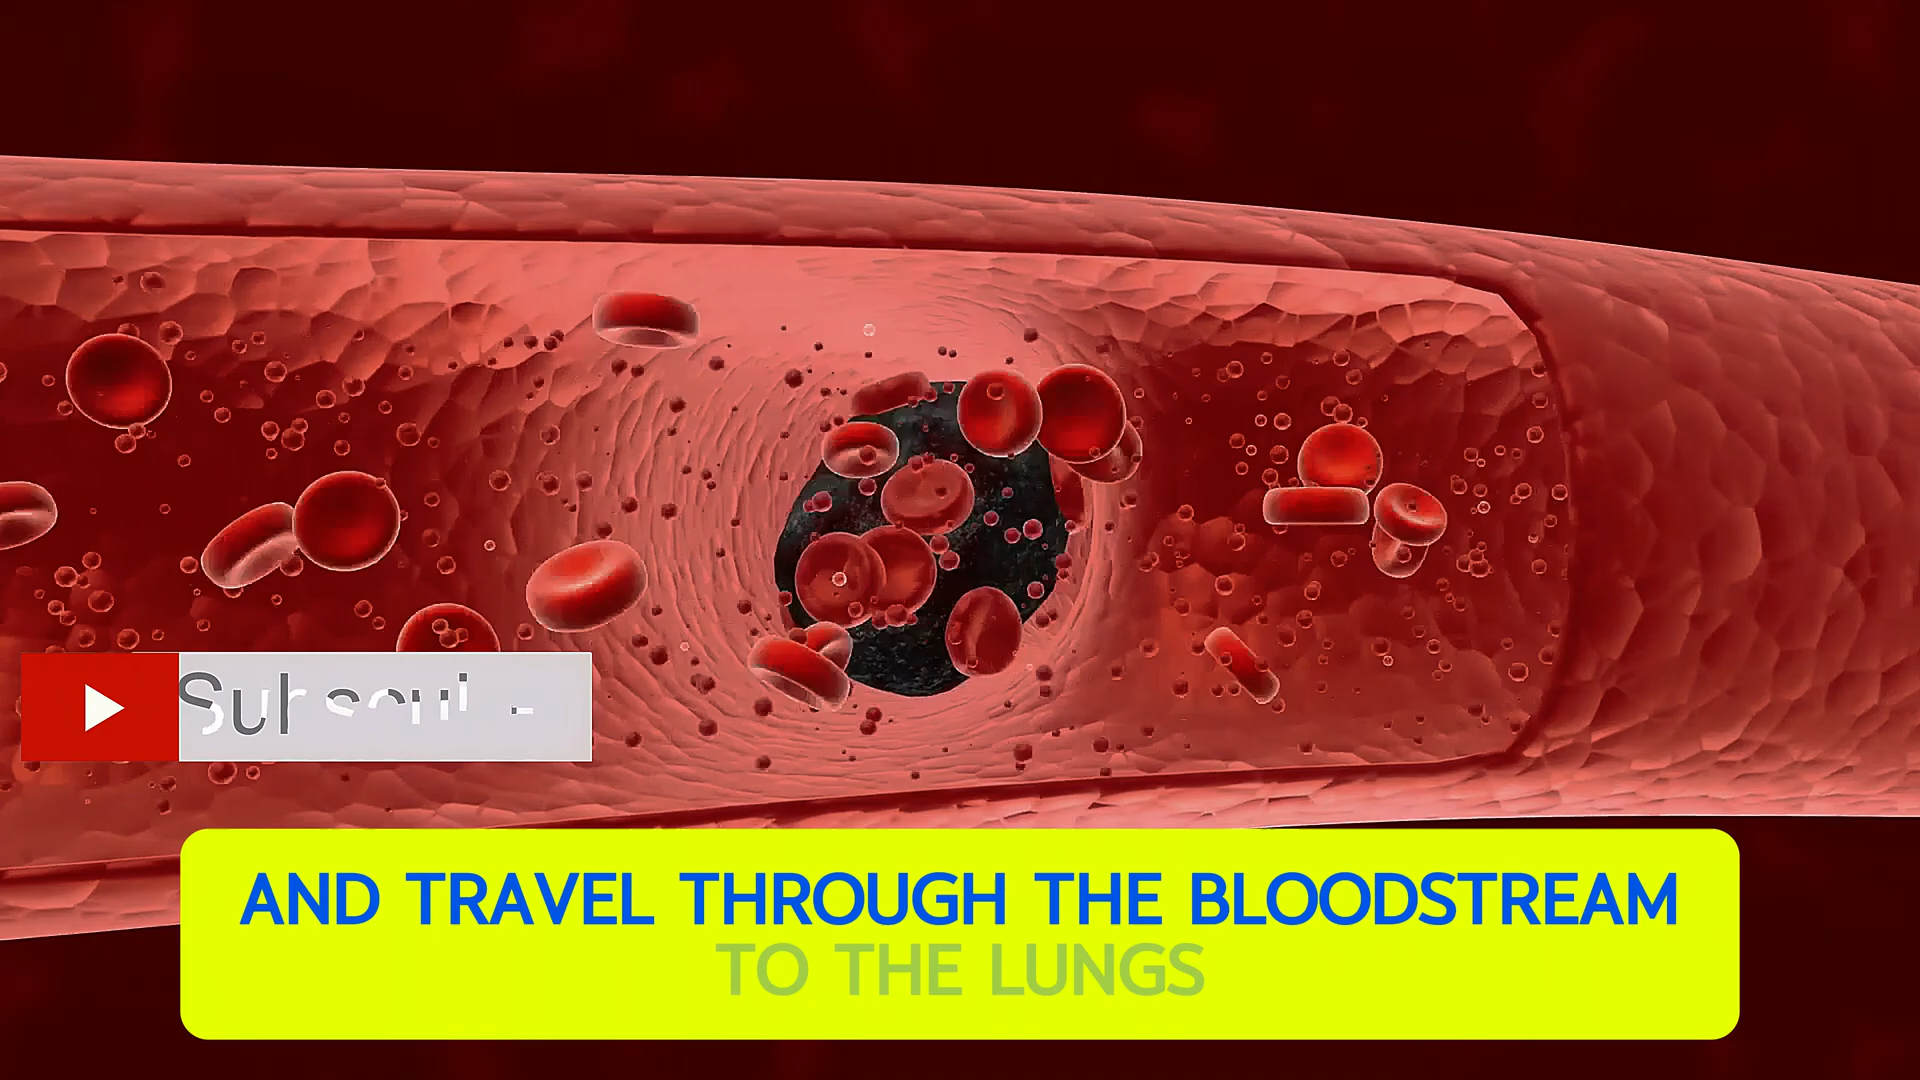 AND TRAVEL THROUGH THE BLOODSTREAM
TO THE LUNGS